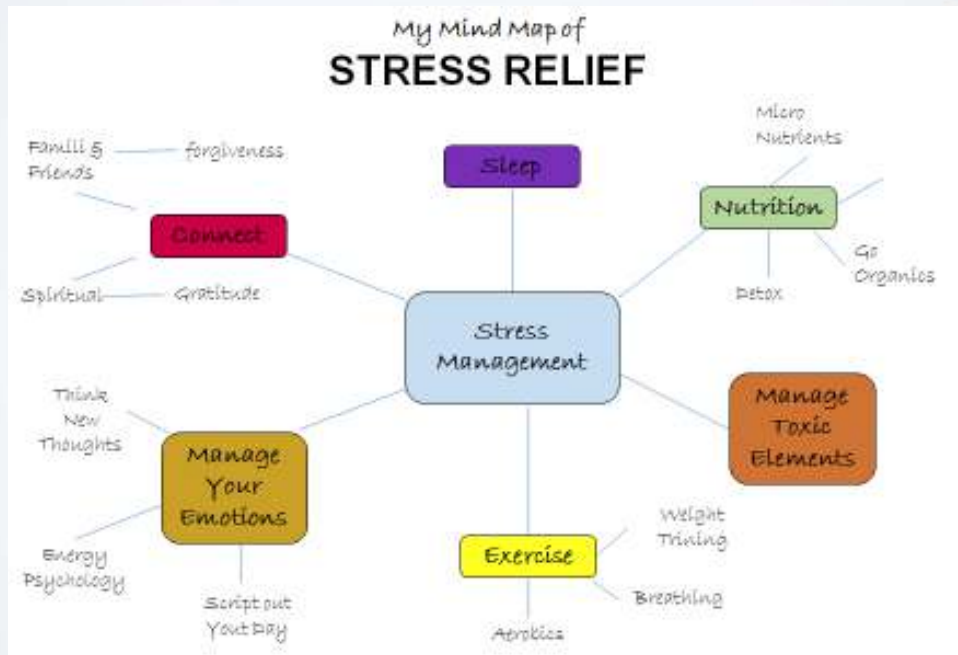 My Mind Map of
STRESS RELIEF
Famili &
Friends
forgiveness
Connect
Spiritual
Gratitude
Sleep
Micro
Nutrients
Nutrition
Go
Organics
Detox
Stress
Management
Manage
Toxic
Elements
Think
New
Thoughts
Manage
Your
Emotions
Energy
Psychology
Script out
Yout Day
Exercise
Weight
Trining
Breathing
Aerobics